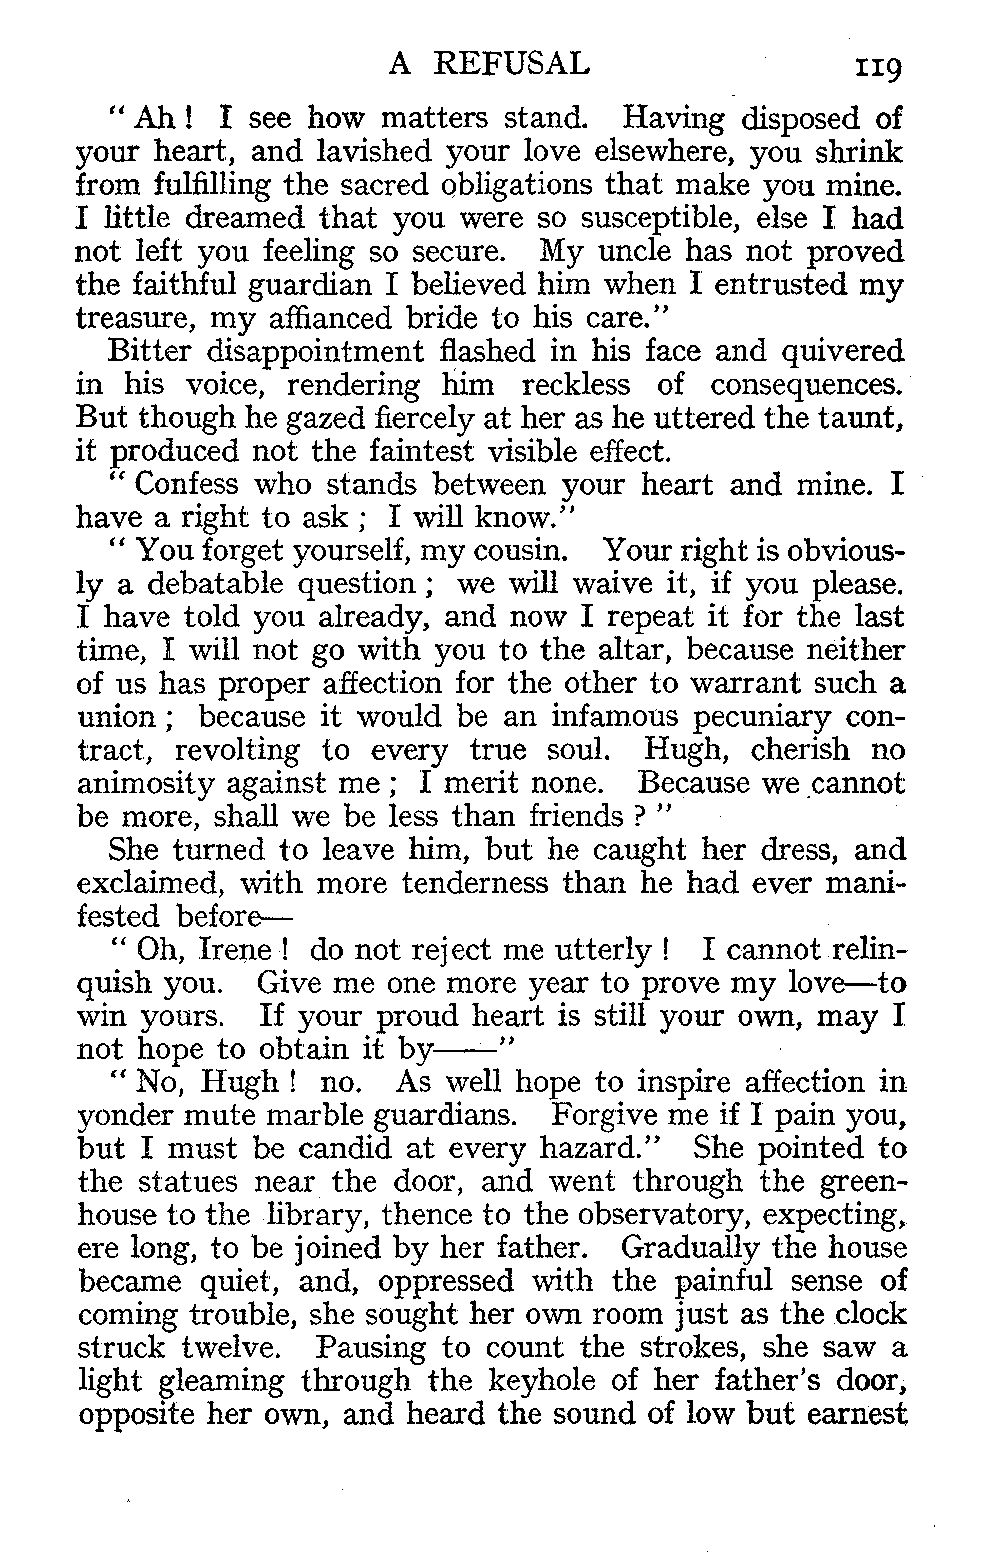 A REFUSAL 119
“ Ah ! I see how matters stand. Having disposed of
your heart, and lavished your love elsewhere, you shrink
from fulfilling the sacred obligations that make you mine.
I little dreamed that you were so susceptible, else I had
not left you feeling so secure. My uncle has not proved
the faithful guardian I believed him when I entrusted my
treasure, my affianced bride to his care.”
Bitter disappointment flashed in his face and quivered
in his voice, rendering him reckless of consequences.
But though he gazed fiercely at her as he uttered the taunt,
it produced not the faintest visible effect.
“ Confess who stands between your heart and mine. I
have a right to ask ; I will know.”
“ You forget yourself, my cousin. Your right is obvious-
ly a debatable question ; we will waive it, if you please.
I have told you already, and now I repeat it for the last
time, I will not go with you to the altar, because neither
of us has proper affection for the other to warrant such a
union ; because it would be an infamous pecuniary con-
tract, revolting to every true soul. Hugh, cherish no
animosity against me ; I merit none. Because we cannot
be more, shall we be less than friends ? ”
She turned to leave him, but he caught her dress, and
exclaimed, with more tenderness than he had ever mani-
fested before—
“ Oh, Irene ! do not reject me utterly ! I cannot relin-
quish you. Give me one more year to prove my love—to
win yours. If your proud heart is still your own, may I
not hope to obtain it by——”
“ No, Hugh ! no. As well hope to inspire affection in
yonder mute marble guardians. Forgive me if I pain you,
but I must be candid at every hazard.” She pointed to
the statues near the door, and went through the green-
house to the library, thence to the observatory, expecting,
ere long, to be joined by her father. Gradually the house
became quiet, and, oppressed with the painful sense of
coming trouble, she sought her own room just as the clock
struck twelve. Pausing to count the strokes, she saw a
light gleaming through the keyhole of her father’s door,
opposite her own, and heard the sound of low but earnest